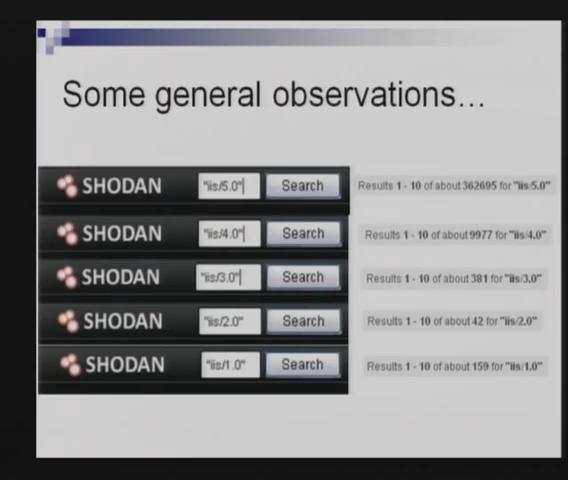 Some general observations...
SHODAN "iis/5.0" Search Results 1 - 10 of about 362695 for "iis/5.0"
SHODAN "iis/4.0" Search Results 1 - 10 of about 9977 for "iis/4.0"
SHODAN "iis/3.0" Search Results 1 - 10 of about 381 for "iis/3.0"
SHODAN "iis/2.0" Search Results 1 - 10 of about 42 for "iis/2.0"
SHODAN "iis/1.0" Search Results 1 - 10 of about 159 for "iis/1.0"